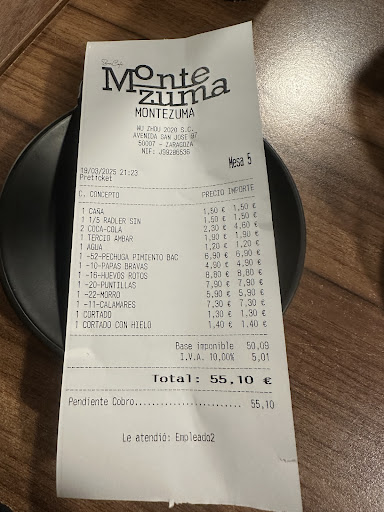 Monte
zuma
MONTEZUMA
WU ZHOU 2020 S.C.
AVENIDA SAN JOSE 87
50007 - ZARAGOZA
NIF: J99286536
Mesa 5
19/03/2025 21:23
Preticket
C. CONCEPTO PRECIO IMPORTE
1 CAÑA 1,50 € 1,50 €
1 1/5 RADLER SIN 1,50 € 1,50 €
2 COCA-COLA 2,30 € 4,60 €
1 TERCIO AMBAR 1,90 € 1,90 €
1 AGUA 1,20 € 1,20 €
1 -52-PECHUGA PIMIENTO BAC 6,90 € 6,90 €
1 -10-PAPAS BRAVAS 4,90 € 4,90 €
1 -16-HUEVOS ROTOS 8,80 € 8,80 €
1 -20-PUNTILLAS 7,90 € 7,90 €
1 -22-MORRO 5,90 € 5,90 €
1 -11-CALAMARES 7,30 € 7,30 €
1 CORTADO 1,30 € 1,30 €
1 CORTADO CON HIELO 1,40 € 1,40 €
Base imponible 50,09
I.V.A. 10,00% 5,01
Total: 55,10 €
Pendiente Cobro........................ 55,10
Le atendió: Empleado2